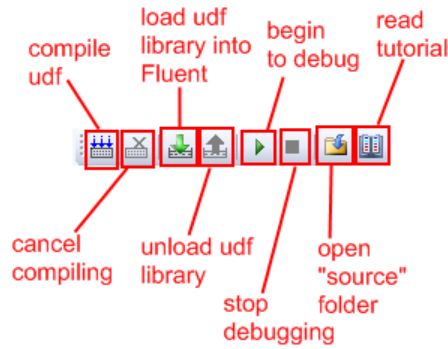 compile
udf
load udf
library into
Fluent
begin
to debug
read
tutorial
cancel
compiling
unload udf
library
stop
debugging
open
"source"
folder